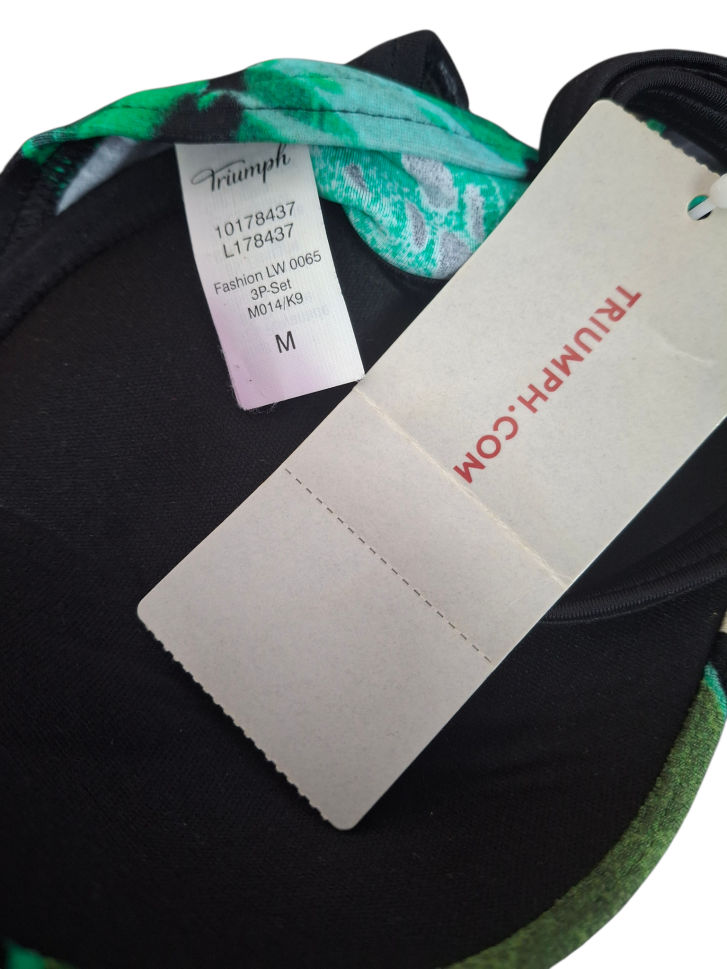 Triumph
10178437
L178437
Fashion LW 0065
3P-Set
M014/K9
M
TRIUMPH.COM